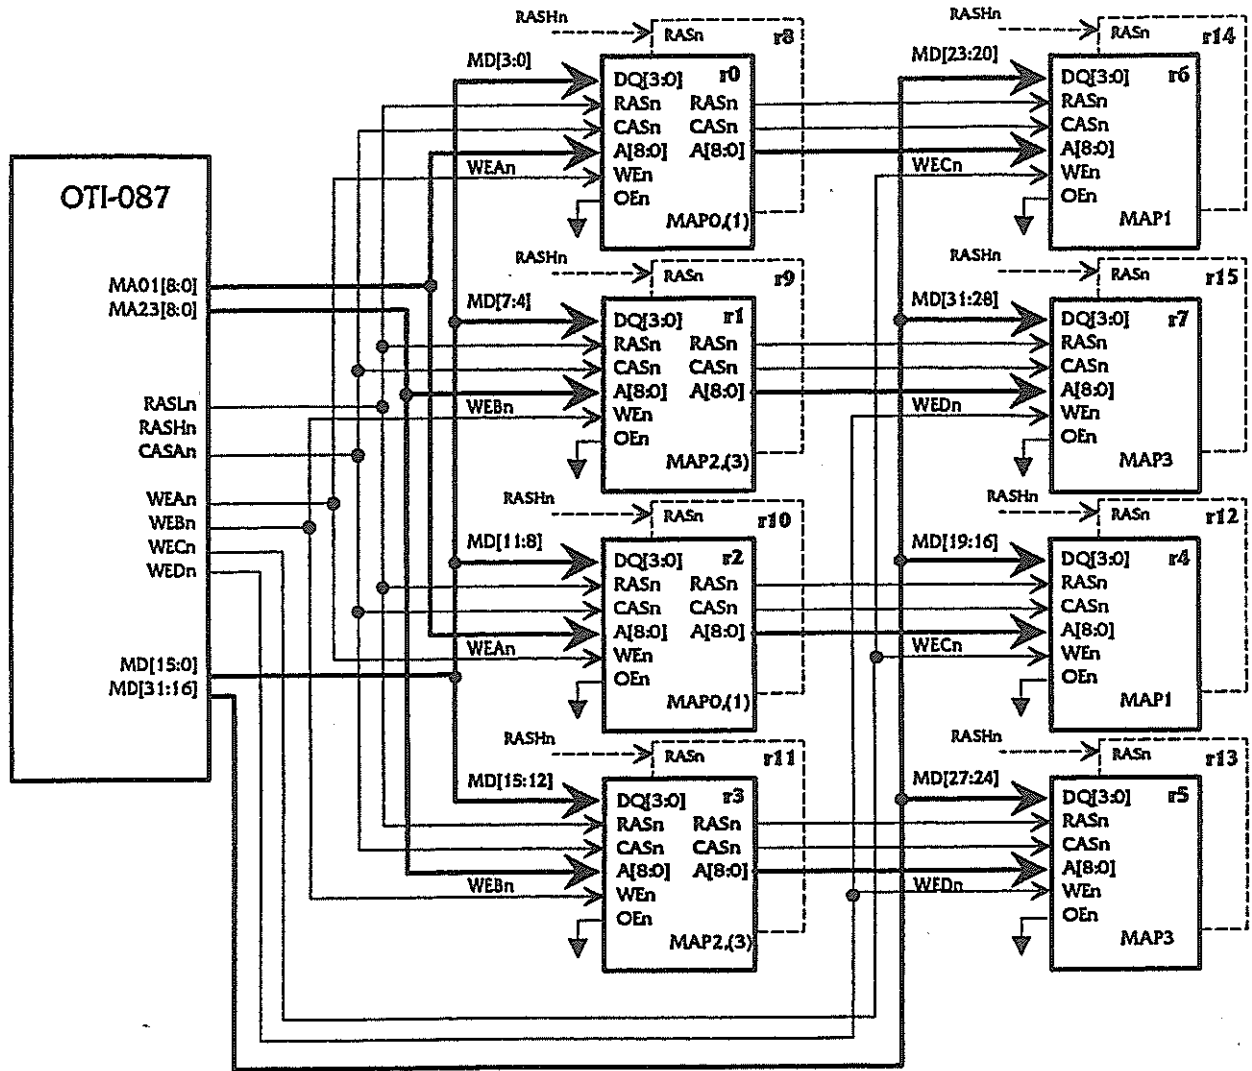 OTI-087
MA01[8:0]
MA23[8:0]
RASLn
RASHn
CASAn
WEAn
WEBn
WECn
WEDn
MD[15:0]
MD[31:16]
RASHn
RASn
r8
MD[3:0]
r0
DQ[3:0]
RASn RASn
CASn CASn
A[8:0] A[8:0]
WEAn
WEn
OEn
MAP0,(1)
RASHn
RASn
r14
MD[23:20]
r6
DQ[3:0]
RASn
CASn
A[8:0]
WECn
WEn
OEn
MAP1
RASHn
RASn
r9
MD[7:4]
r1
DQ[3:0]
RASn RASn
CASn CASn
A[8:0] A[8:0]
WEBn
WEn
OEn
MAP2,(3)
RASHn
RASn
r15
MD[31:28]
r7
DQ[3:0]
RASn
CASn
A[8:0]
WEDn
WEn
OEn
MAP3
RASHn
RASn
r10
MD[11:8]
r2
DQ[3:0]
RASn RASn
CASn CASn
A[8:0] A[8:0]
WEAn
WEn
OEn
MAP0,(1)
RASHn
RASn
r12
MD[19:16]
r4
DQ[3:0]
RASn
CASn
A[8:0]
WECn
WEn
OEn
MAP1
RASHn
RASn
r11
MD[15:12]
r3
DQ[3:0]
RASn RASn
CASn CASn
A[8:0] A[8:0]
WEBn
WEn
OEn
MAP2,(3)
RASHn
RASn
r13
MD[27:24]
r5
DQ[3:0]
RASn
CASn
A[8:0]
WEDn
WEn
OEn
MAP3